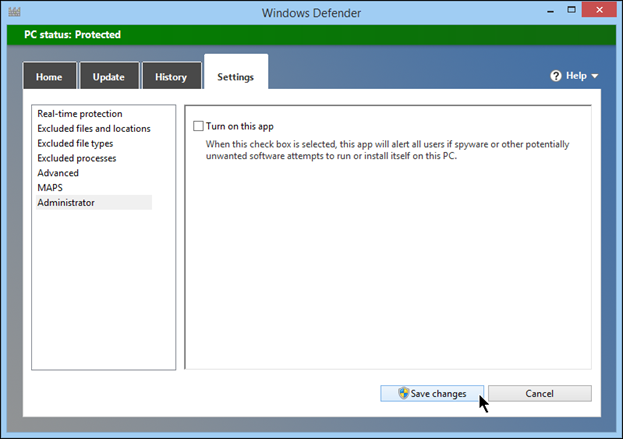 Windows Defender
PC status: Protected
Home
Update
History
Settings
Help
Real-time protection
Excluded files and locations
Excluded file types
Excluded processes
Advanced
MAPS
Administrator
Turn on this app
When this check box is selected, this app will alert all users if spyware or other potentially
unwanted software attempts to run or install itself on this PC.
Save changes
Cancel